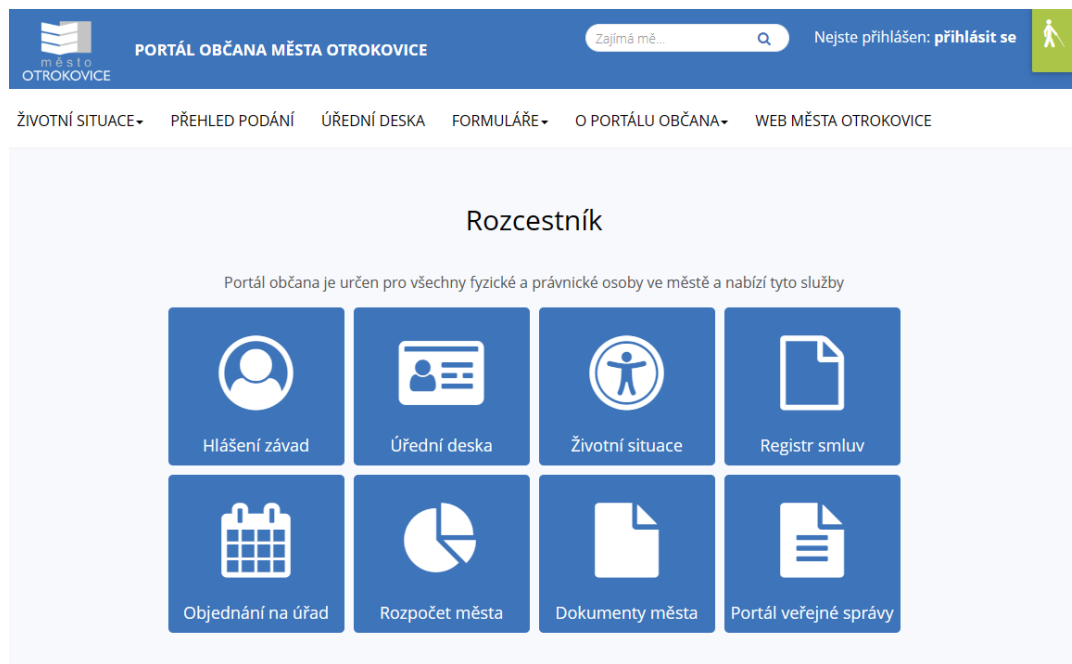 město
OTROKOVICE
PORTÁL OBČANA MĚSTA OTROKOVICE
Zajímá mě...
Nejste přihlášen: přihlásit se
ŽIVOTNÍ SITUACE PŘEHLED PODÁNÍ ÚŘEDNÍ DESKA FORMULÁŘE O PORTÁLU OBČANA WEB MĚSTA OTROKOVICE
Rozcestník
Portál občana je určen pro všechny fyzické a právnické osoby ve městě a nabízí tyto služby
Hlášení závad
Úřední deska
Životní situace
Registr smluv
Objednání na úřad
Rozpočet města
Dokumenty města
Portál veřejné správy